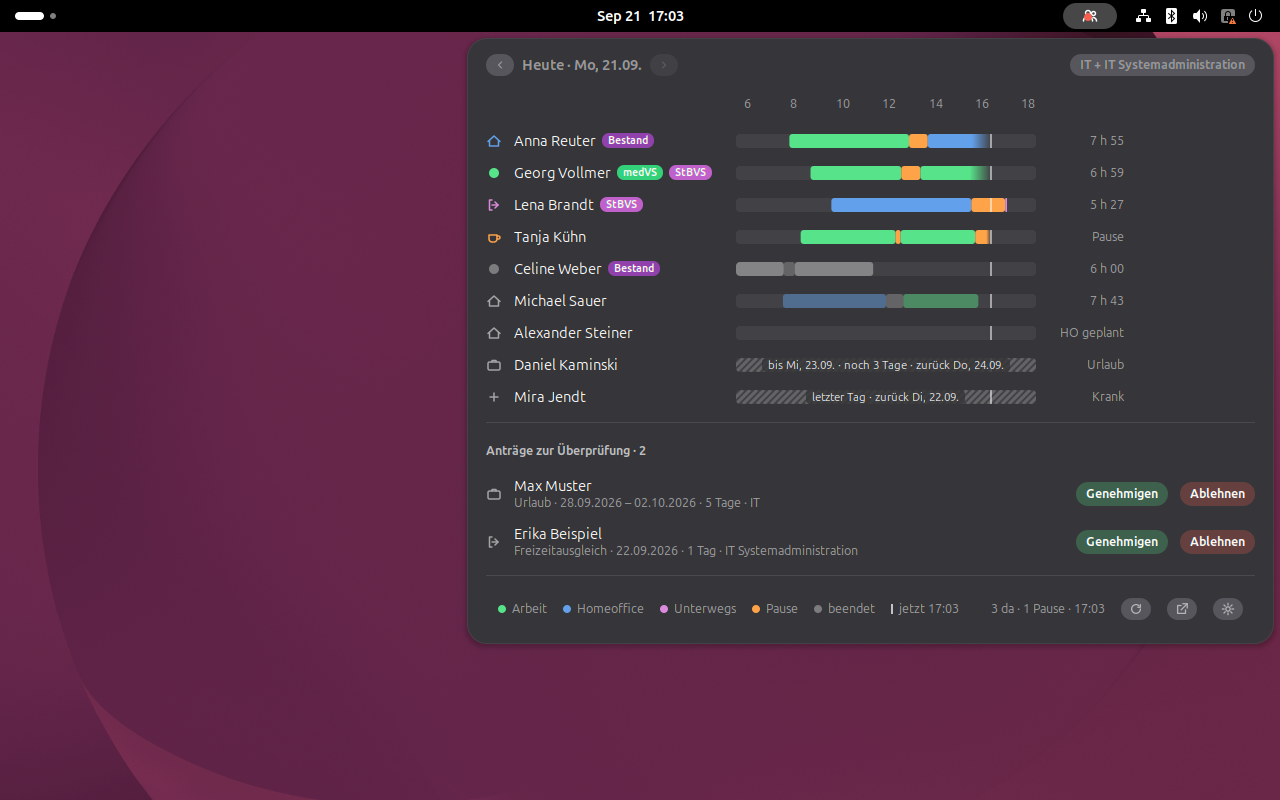 Sep 21 17:03
Heute · Mo, 21.09.
IT + IT Systemadministration
6 8 10 12 14 16 18
Anna Reuter Bestand 7 h 55
Georg Vollmer medVS StBVS 6 h 59
Lena Brandt StBVS 5 h 27
Tanja Kühn Pause
Celine Weber Bestand 6 h 00
Michael Sauer 7 h 43
Alexander Steiner HO geplant
Daniel Kaminski bis Mi, 23.09. · noch 3 Tage · zurück Do, 24.09. Urlaub
Mira Jendt letzter Tag · zurück Di, 22.09. Krank
Anträge zur Überprüfung · 2
Max Muster
Urlaub · 28.09.2026 – 02.10.2026 · 5 Tage · IT
Genehmigen Ablehnen
Erika Beispiel
Freizeitausgleich · 22.09.2026 · 1 Tag · IT Systemadministration
Genehmigen Ablehnen
Arbeit Homeoffice Unterwegs Pause beendet jetzt 17:03 3 da · 1 Pause · 17:03